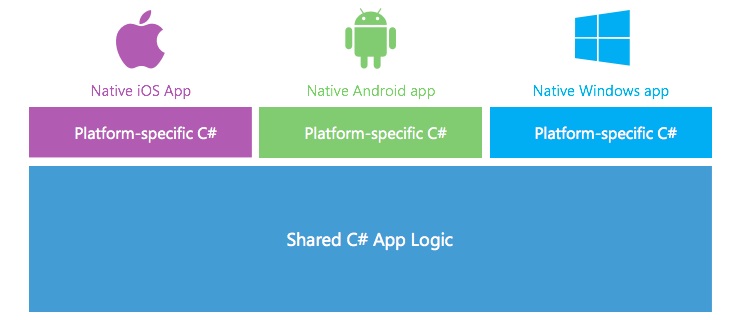 Native iOS App
Native Android app
Native Windows app
Platform-specific C#
Platform-specific C#
Platform-specific C#
Shared C# App Logic